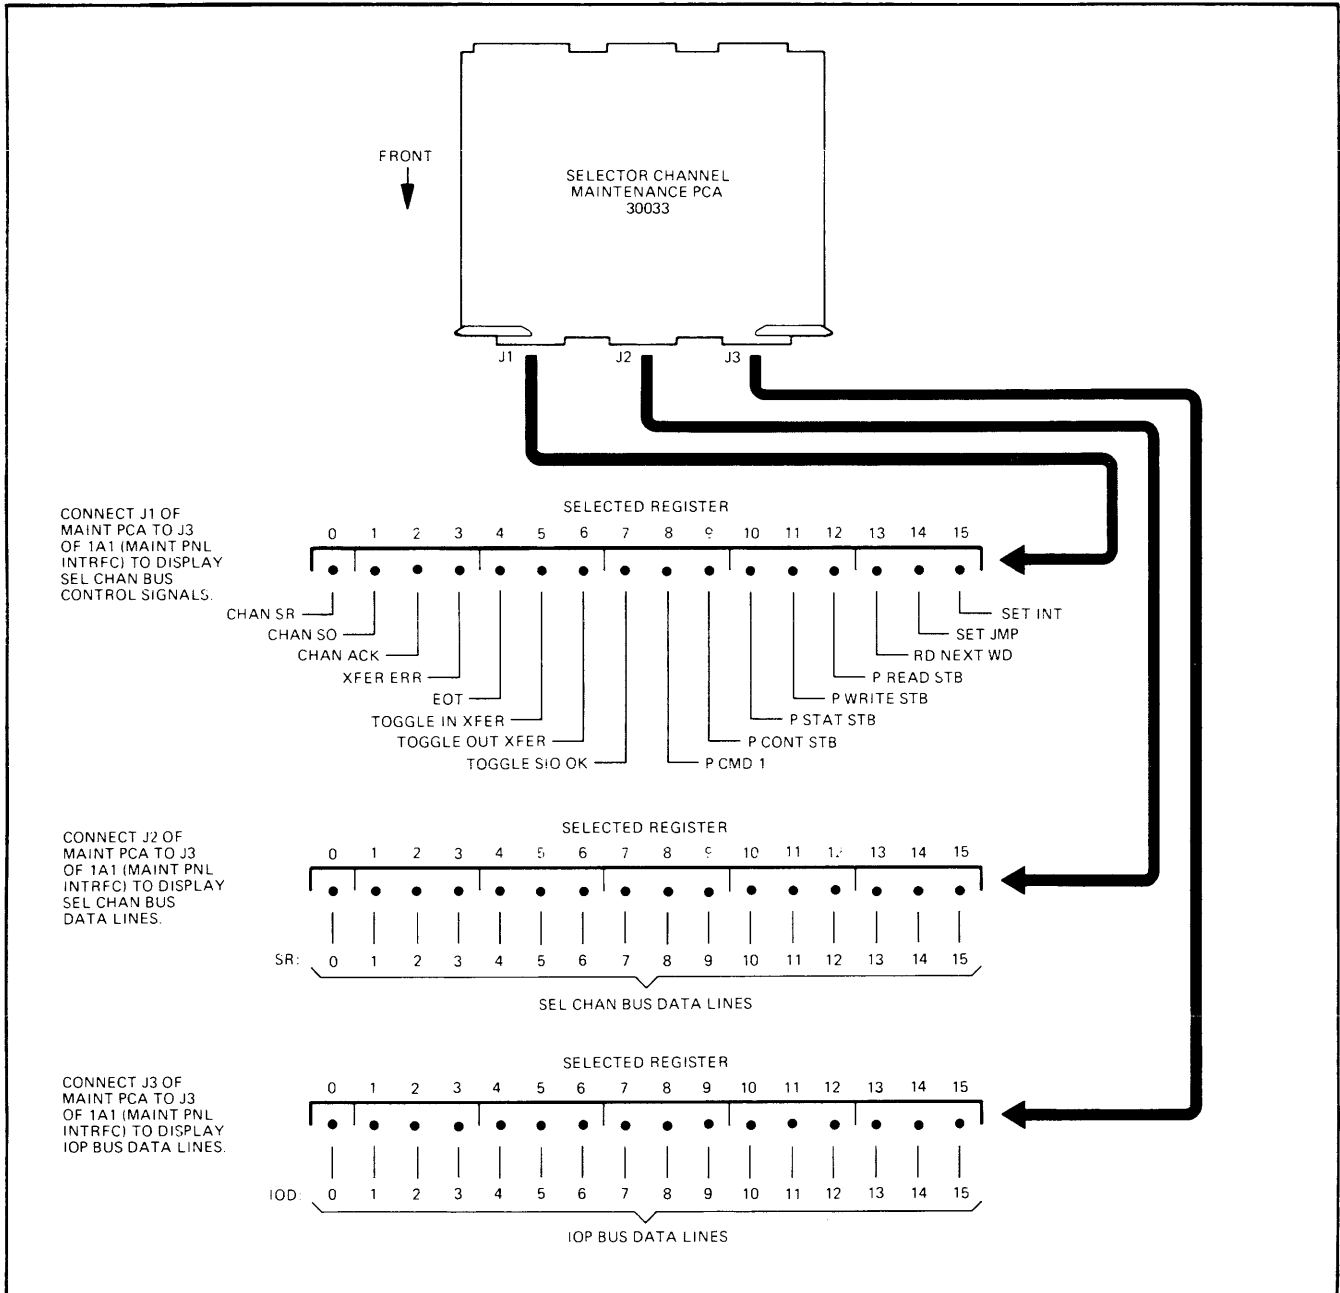 FRONT
SELECTOR CHANNEL
MAINTENANCE PCA
30033
J1 J2 J3
CONNECT J1 OF
MAINT PCA TO J3
OF 1A1 (MAINT PNL
INTRFC) TO DISPLAY
SEL CHAN BUS
CONTROL SIGNALS.
SELECTED REGISTER
0 1 2 3 4 5 6 7 8 9 10 11 12 13 14 15
CHAN SR
CHAN SO
CHAN ACK
XFER ERR
EOT
TOGGLE IN XFER
TOGGLE OUT XFER
TOGGLE SIO OK
SET INT
SET JMP
RD NEXT WD
P READ STB
P WRITE STB
P STAT STB
P CONT STB
P CMD 1
CONNECT J2 OF
MAINT PCA TO J3
OF 1A1 (MAINT PNL
INTRFC) TO DISPLAY
SEL CHAN BUS
DATA LINES.
SELECTED REGISTER
0 1 2 3 4 5 6 7 8 9 10 11 12 13 14 15
SR: 0 1 2 3 4 5 6 7 8 9 10 11 12 13 14 15
SEL CHAN BUS DATA LINES
CONNECT J3 OF
MAINT PCA TO J3
OF 1A1 (MAINT PNL
INTRFC) TO DISPLAY
IOP BUS DATA LINES.
SELECTED REGISTER
0 1 2 3 4 5 6 7 8 9 10 11 12 13 14 15
IOD: 0 1 2 3 4 5 6 7 8 9 10 11 12 13 14 15
IOP BUS DATA LINES